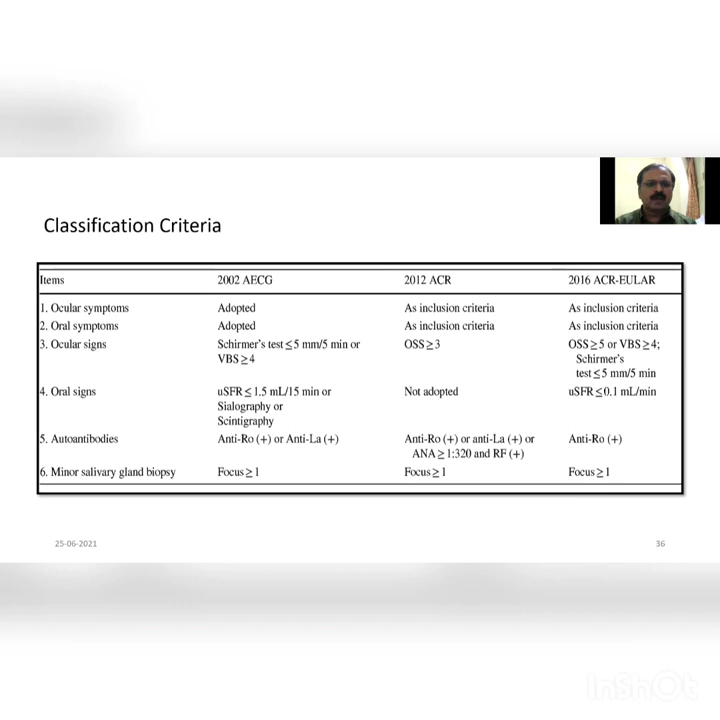 Classification Criteria
Items 2002 AECG 2012 ACR 2016 ACR-EULAR
1. Ocular symptoms Adopted As inclusion criteria As inclusion criteria
2. Oral symptoms Adopted As inclusion criteria As inclusion criteria
3. Ocular signs Schirmer's test ≤ 5 mm/5 min or OSS ≥ 3 OSS ≥ 5 or VBS ≥ 4;
VBS ≥ 4 Schirmer's
test ≤ 5 mm/5 min
4. Oral signs uSFR ≤ 1.5 mL/15 min or Not adopted uSFR ≤ 0.1 mL/min
Sialography or
Scintigraphy
5. Autoantibodies Anti-Ro (+) or Anti-La (+) Anti-Ro (+) or anti-La (+) or Anti-Ro (+)
ANA ≥ 1:320 and RF (+)
6. Minor salivary gland biopsy Focus ≥ 1 Focus ≥ 1 Focus ≥ 1
25-06-2021 36
InShOt